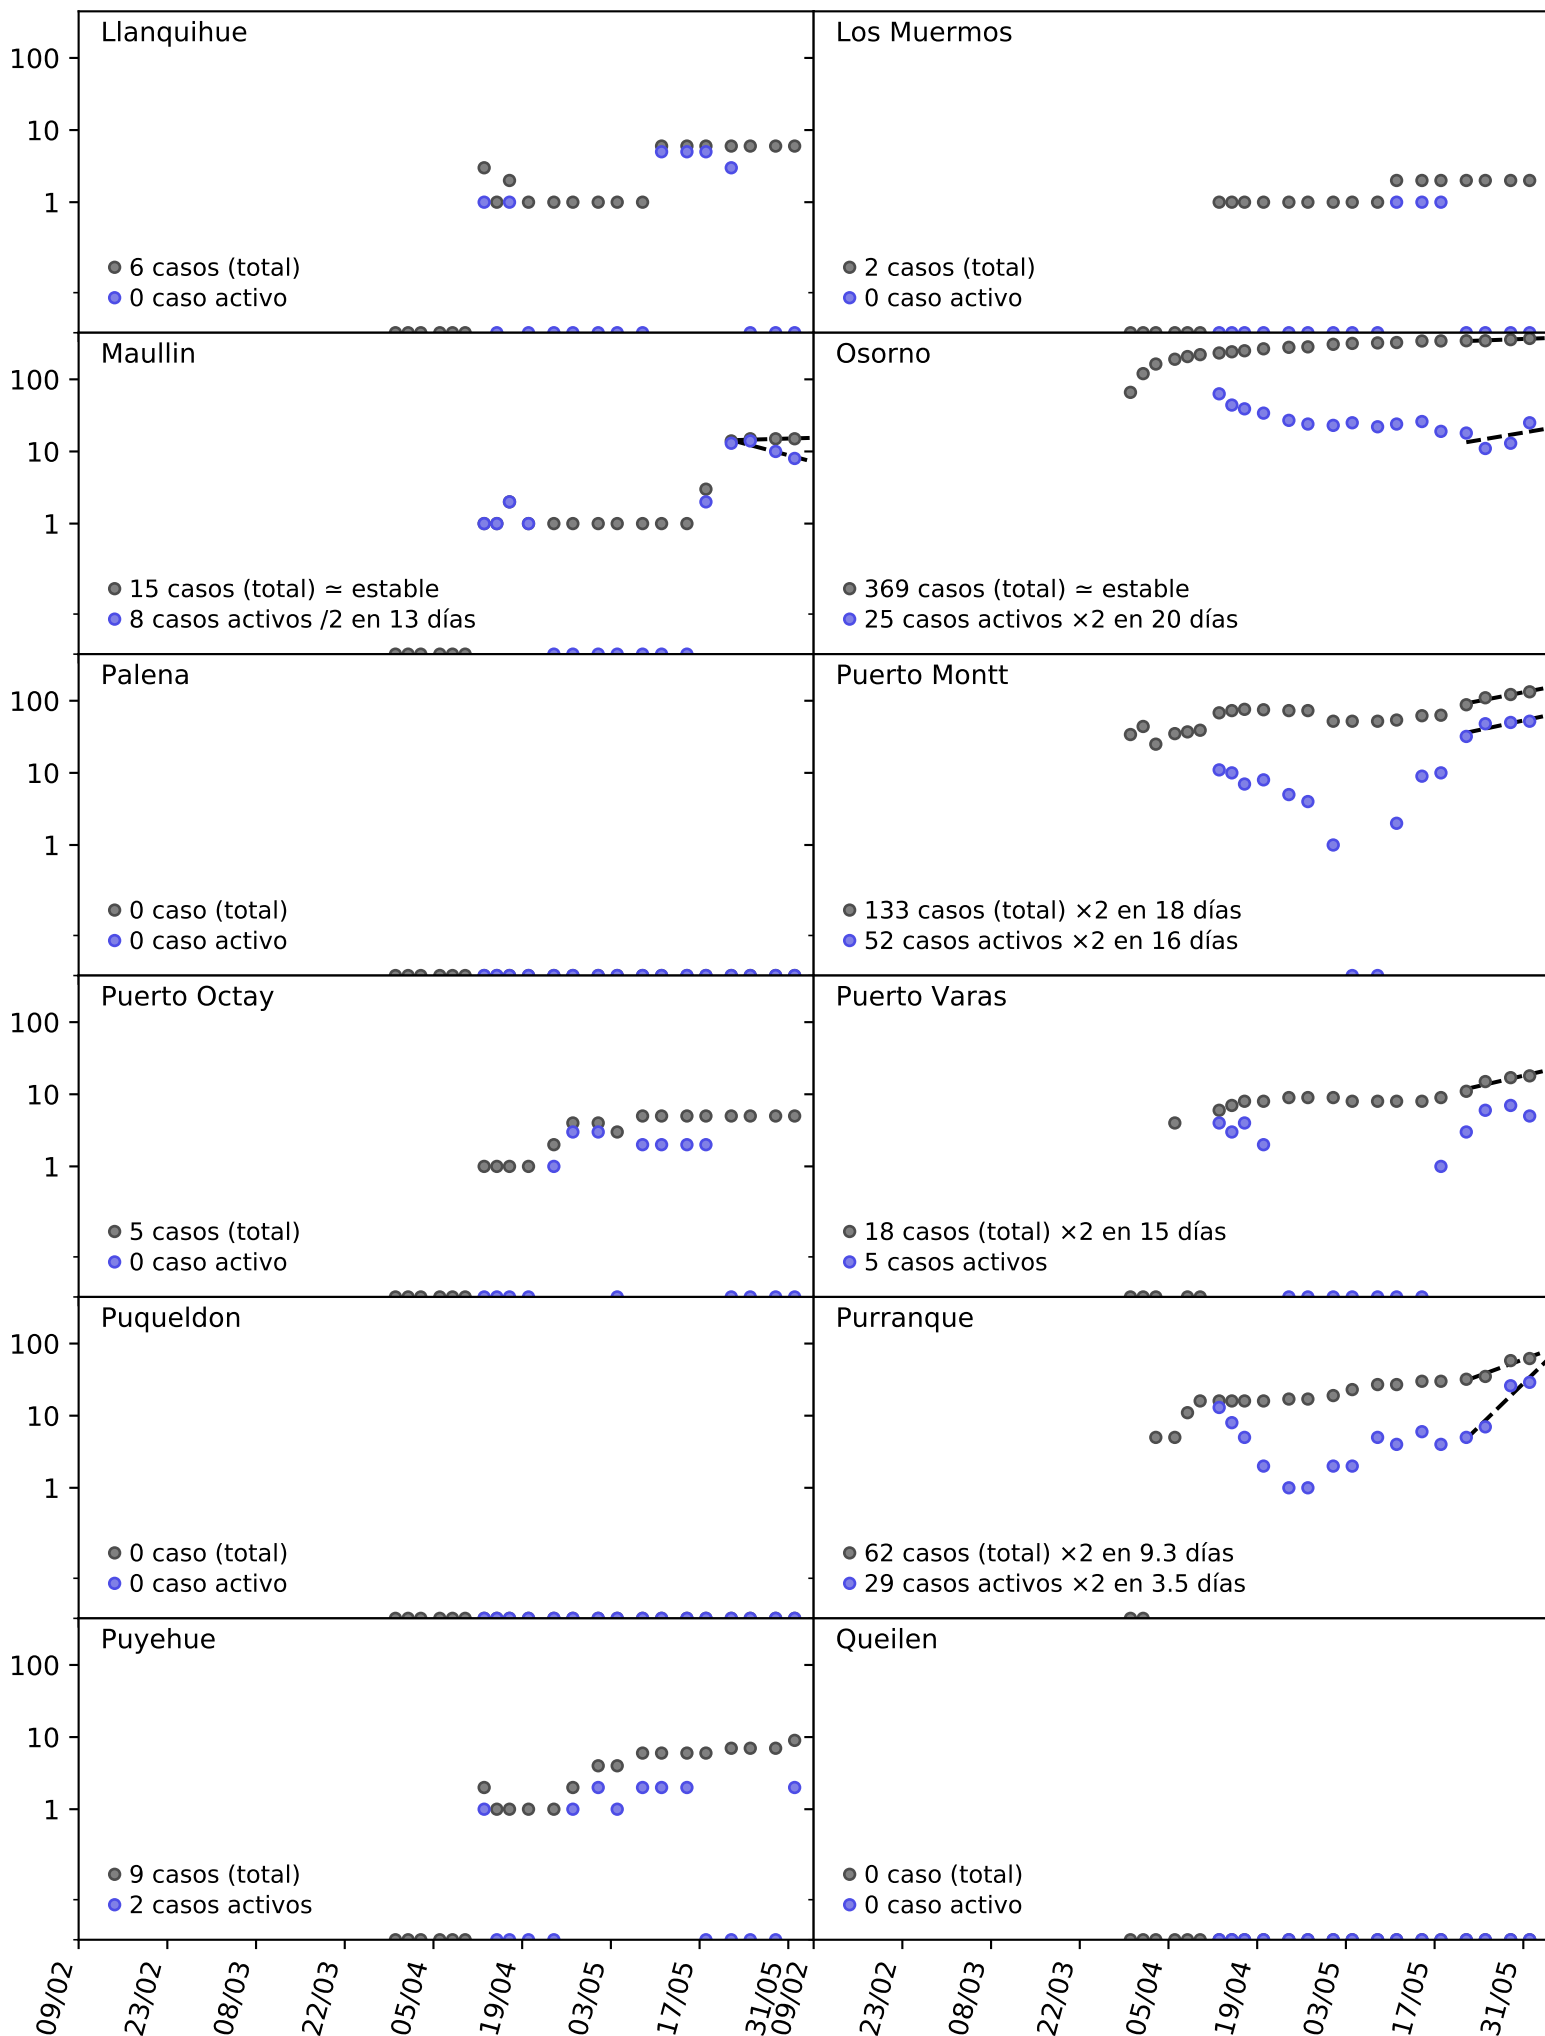 Llanquihue
Los Muermos
100
10
1
6 casos (total)
0 caso activo
2 casos (total)
0 caso activo
Maullin
Osorno
100
10
1
15 casos (total) ≃ estable
8 casos activos /2 en 13 días
369 casos (total) ≃ estable
25 casos activos ×2 en 20 días
Palena
Puerto Montt
100
10
1
0 caso (total)
0 caso activo
133 casos (total) ×2 en 18 días
52 casos activos ×2 en 16 días
Puerto Octay
Puerto Varas
100
10
1
5 casos (total)
0 caso activo
18 casos (total) ×2 en 15 días
5 casos activos
Puqueldon
Purranque
100
10
1
0 caso (total)
0 caso activo
62 casos (total) ×2 en 9.3 días
29 casos activos ×2 en 3.5 días
Puyehue
Queilen
100
10
1
9 casos (total)
2 casos activos
0 caso (total)
0 caso activo
09/02
23/02
08/03
22/03
05/04
19/04
03/05
17/05
31/05
09/02
23/02
08/03
22/03
05/04
19/04
03/05
17/05
31/05